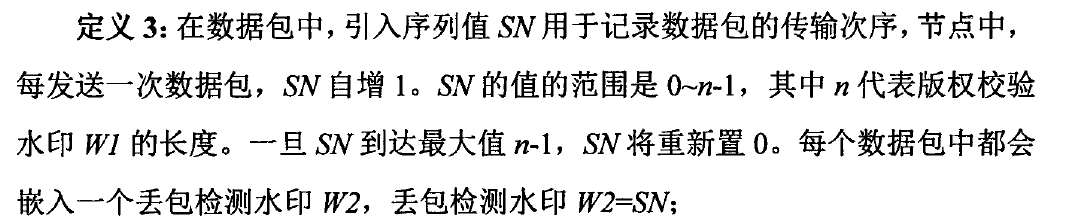 定义 3: 在数据包中，引入序列值 SN 用于记录数据包的传输次序，节点中，
每发送一次数据包，SN 自增 1。SN 的值的范围是 0~n-1，其中 n 代表版权校验
水印 W1 的长度。一旦 SN 到达最大值 n-1，SN 将重新置 0。每个数据包中都会
嵌入一个丢包检测水印 W2，丢包检测水印 W2=SN;